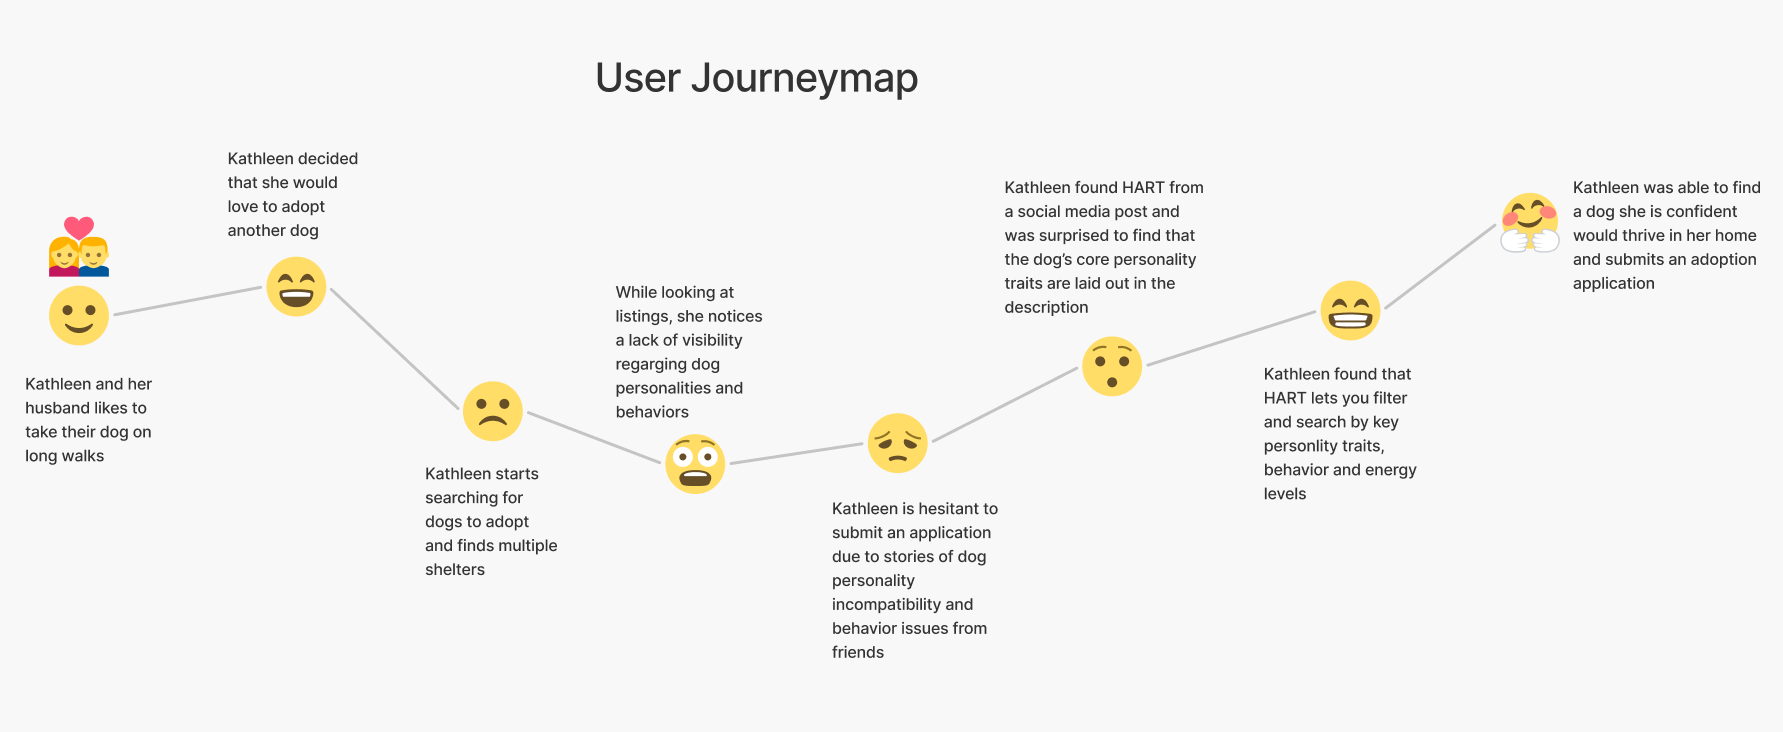 User Journeymap
Kathleen and her
husband likes to
take their dog on
long walks
Kathleen decided
that she would
love to adopt
another dog
Kathleen starts
searching for
dogs to adopt
and finds multiple
shelters
While looking at
listings, she notices
a lack of visibility
regarging dog
personalities and
behaviors
Kathleen is hesitant to
submit an application
due to stories of dog
personality
incompatibility and
behavior issues from
friends
Kathleen found HART from
a social media post and
was surprised to find that
the dog’s core personality
traits are laid out in the
description
Kathleen found that
HART lets you filter
and search by key
personlity traits,
behavior and energy
levels
Kathleen was able to find
a dog she is confident
would thrive in her home
and submits an adoption
application